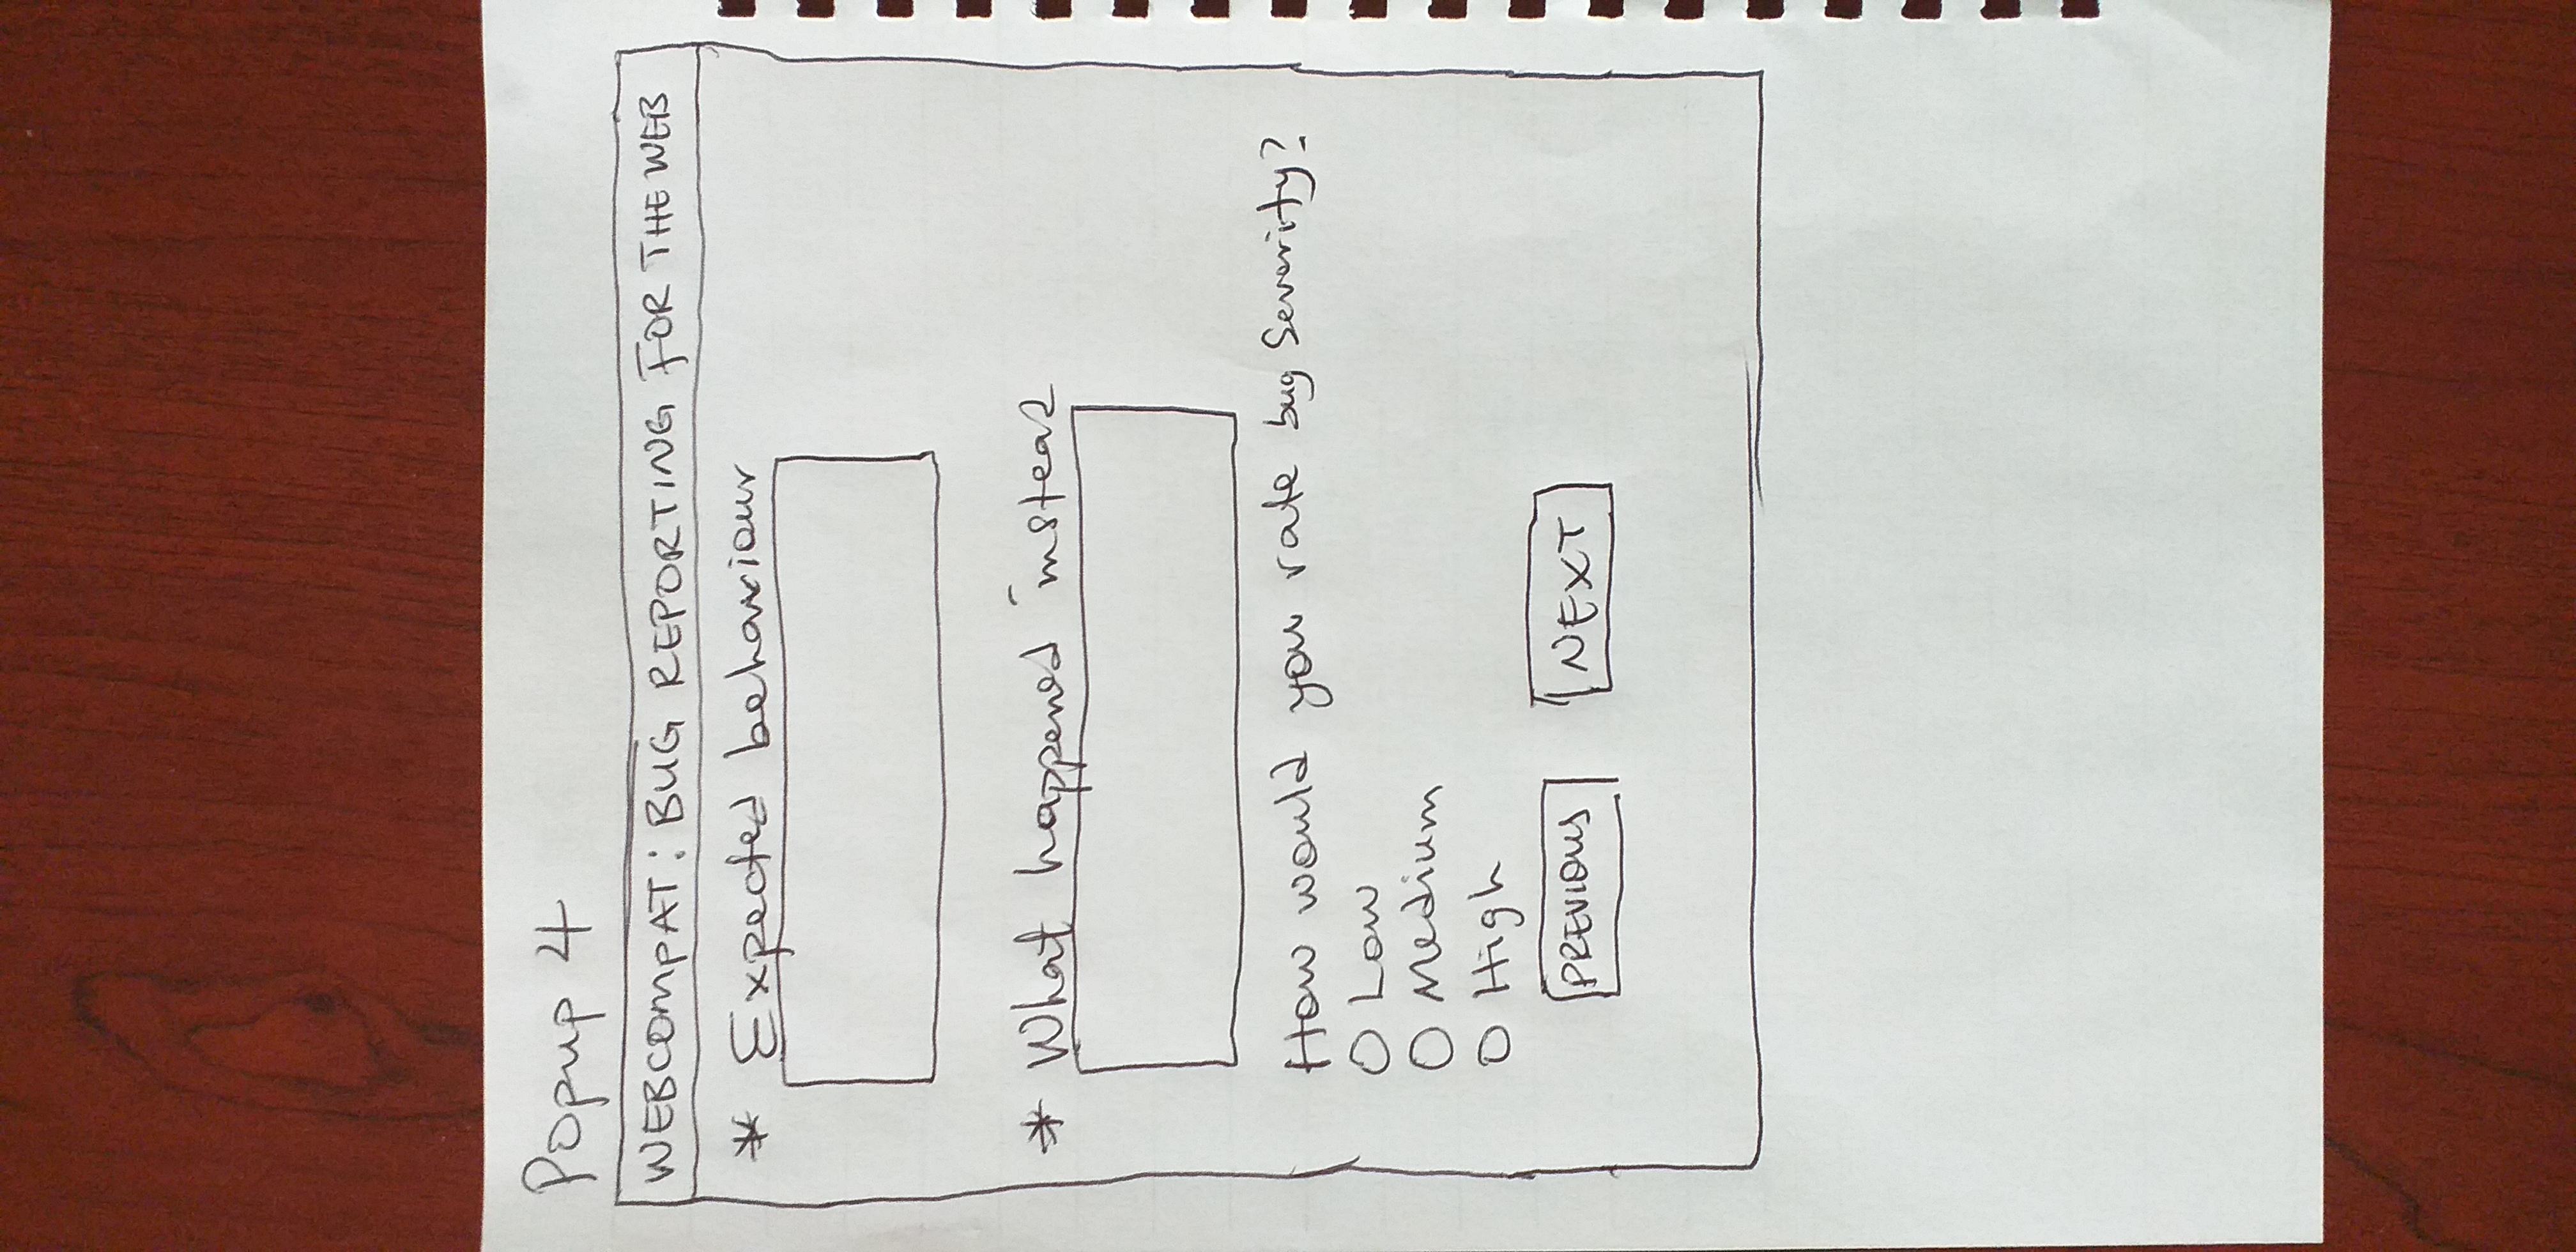 Popup 4
WEBCOMPAT: BUG REPORTING FOR THE WEB
* Expected behaviour
* What happened instead
How would you rate bug severity?
O Low
O Medium
O High
PREVIOUS NEXT